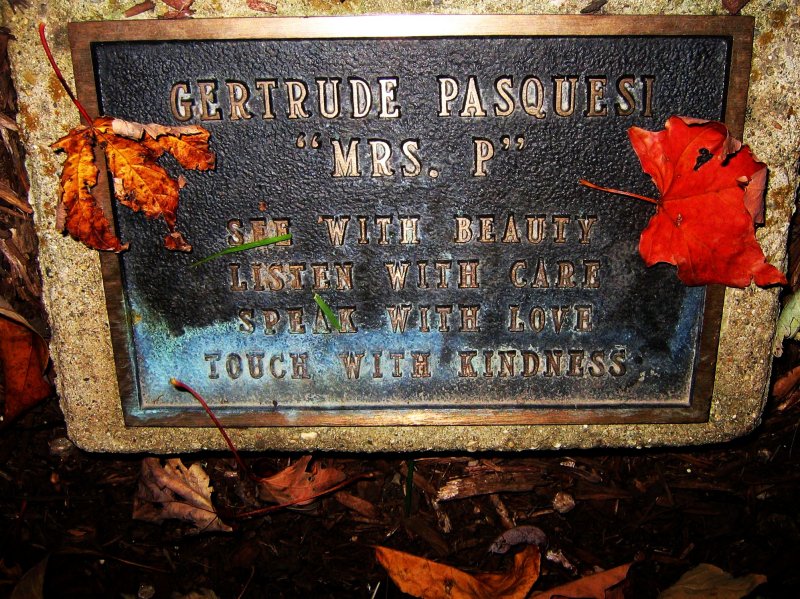 GERTRUDE PASQUESI
"MRS. P"
SEE WITH BEAUTY
LISTEN WITH CARE
SPEAK WITH LOVE
TOUCH WITH KINDNESS